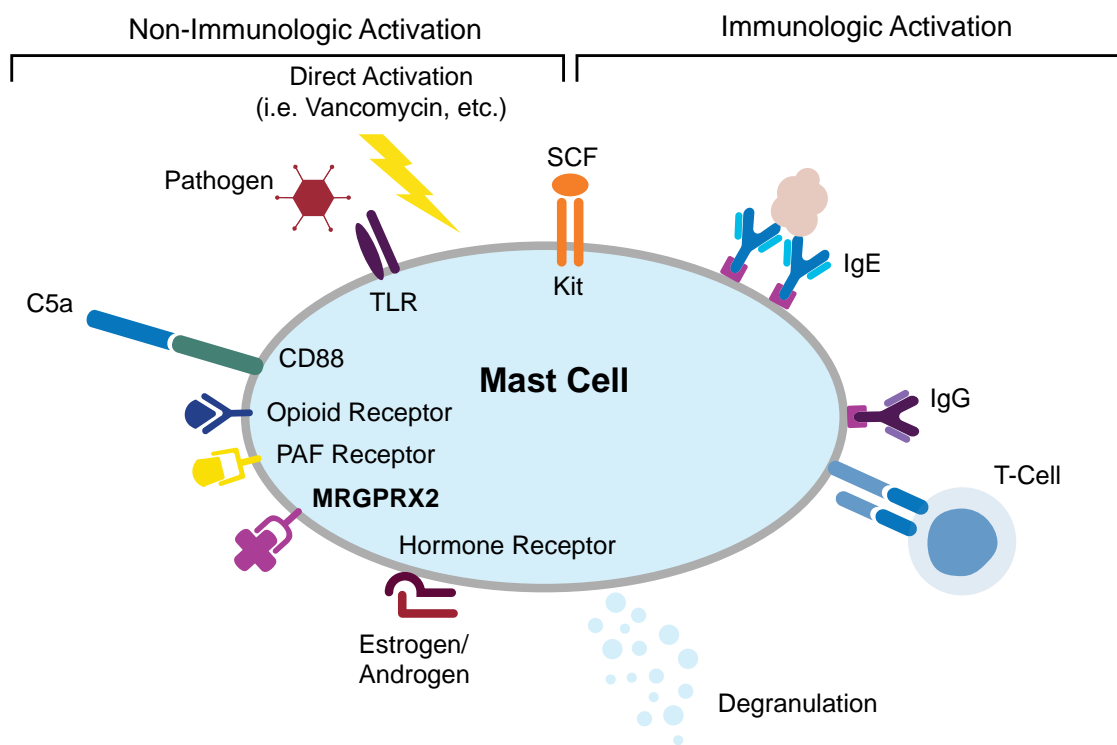 Non-Immunologic Activation
Immunologic Activation
Direct Activation
(i.e. Vancomycin, etc.)
SCF
Pathogen
IgE
Kit
TLR
C5a
CD88
Mast Cell
IgG
Opioid Receptor
PAF Receptor
T-Cell
MRGPRX2
Hormone Receptor
Estrogen/
Androgen
Degranulation